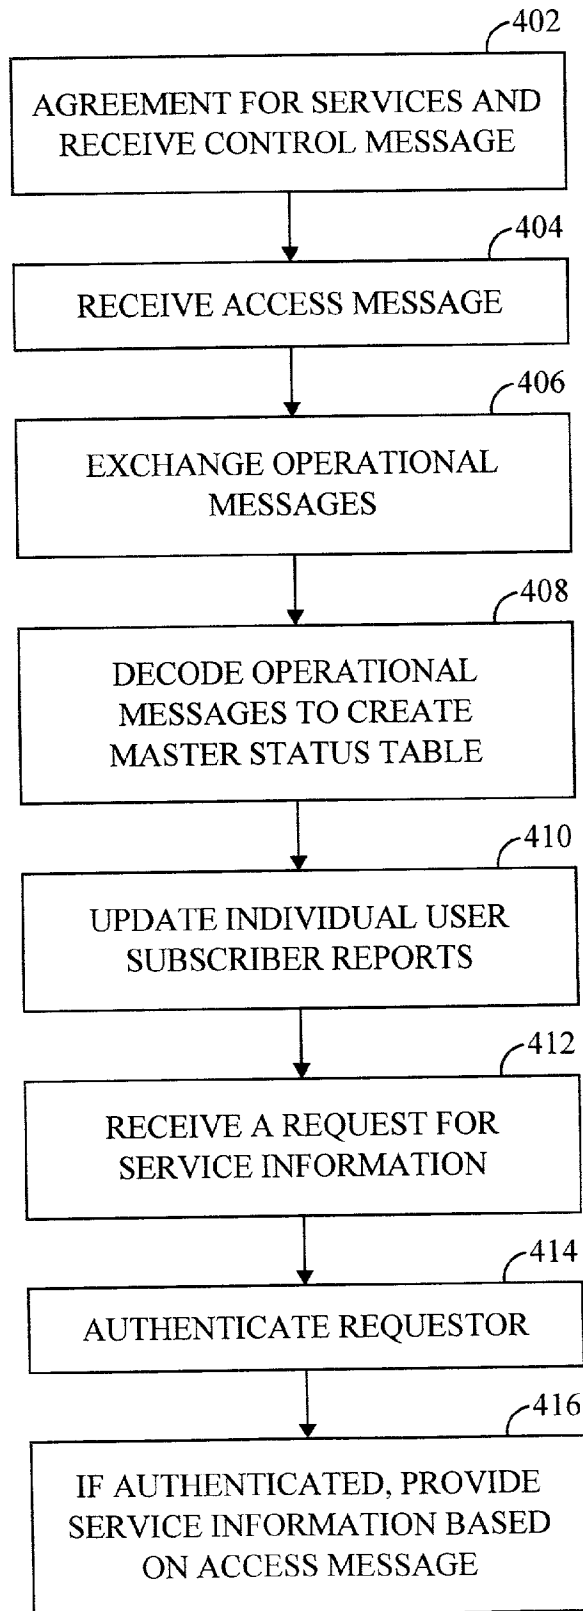 402
AGREEMENT FOR SERVICES AND
RECEIVE CONTROL MESSAGE
404
RECEIVE ACCESS MESSAGE
406
EXCHANGE OPERATIONAL
MESSAGES
408
DECODE OPERATIONAL
MESSAGES TO CREATE
MASTER STATUS TABLE
410
UPDATE INDIVIDUAL USER
SUBSCRIBER REPORTS
412
RECEIVE A REQUEST FOR
SERVICE INFORMATION
414
AUTHENTICATE REQUESTOR
416
IF AUTHENTICATED, PROVIDE
SERVICE INFORMATION BASED
ON ACCESS MESSAGE